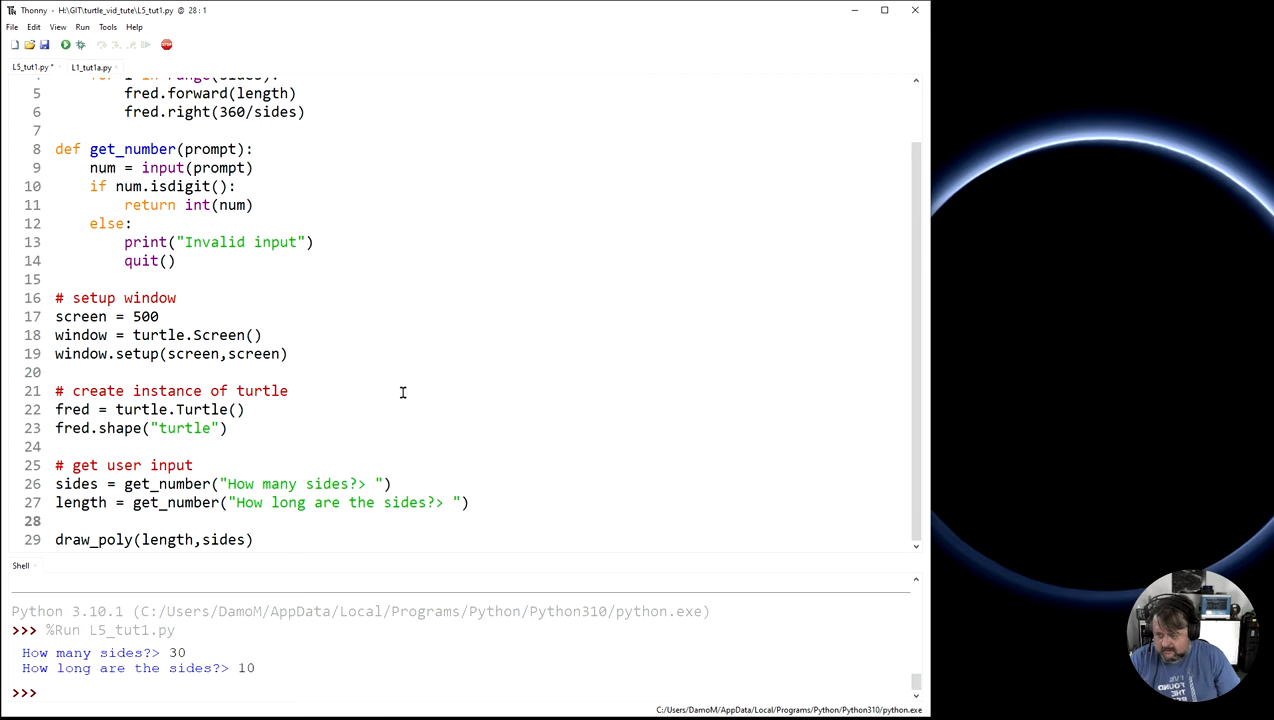 Thonny - H:\GIT\turtle_vid_tute\L5_tut1.py @ 28 : 1
File Edit View Run Tools Help
STOP
L5_tut1.py * L1_tut1a.py
4 for i in range(sides):
5 fred.forward(length)
6 fred.right(360/sides)
7
8 def get_number(prompt):
9 num = input(prompt)
10 if num.isdigit():
11 return int(num)
12 else:
13 print("Invalid input")
14 quit()
15
16 # setup window
17 screen = 500
18 window = turtle.Screen()
19 window.setup(screen,screen)
20
21 # create instance of turtle
22 fred = turtle.Turtle()
23 fred.shape("turtle")
24
25 # get user input
26 sides = get_number("How many sides?> ")
27 length = get_number("How long are the sides?> ")
28
29 draw_poly(length,sides)
Shell
Python 3.10.1 (C:/Users/DamoM/AppData/Local/Programs/Python/Python310/python.exe)
>>> %Run L5_tut1.py
How many sides?> 30
How long are the sides?> 10
>>>
C:/Users/DamoM/AppData/Local/Programs/Python/Python310/python.exe